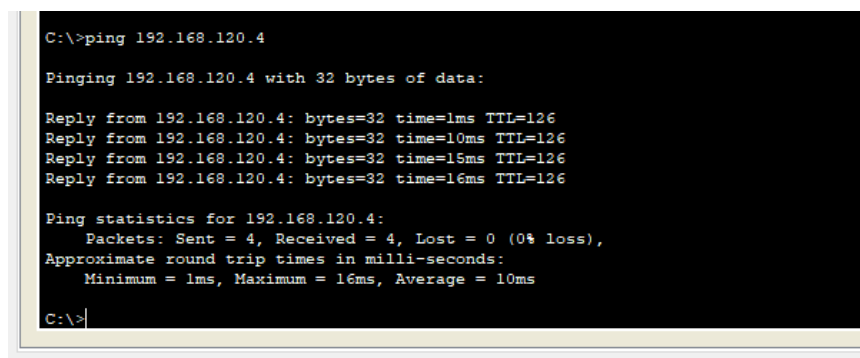 C:\>ping 192.168.120.4
Pinging 192.168.120.4 with 32 bytes of data:
Reply from 192.168.120.4: bytes=32 time=1ms TTL=126
Reply from 192.168.120.4: bytes=32 time=10ms TTL=126
Reply from 192.168.120.4: bytes=32 time=15ms TTL=126
Reply from 192.168.120.4: bytes=32 time=16ms TTL=126
Ping statistics for 192.168.120.4:
Packets: Sent = 4, Received = 4, Lost = 0 (0% loss),
Approximate round trip times in milli-seconds:
Minimum = 1ms, Maximum = 16ms, Average = 10ms
C:\>